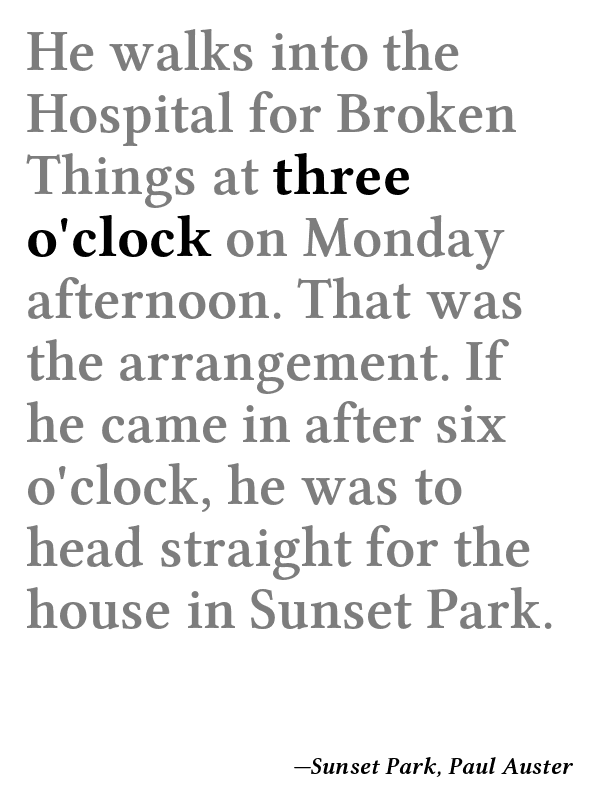 He walks into the
Hospital for Broken
Things at three
o'clock on Monday
afternoon. That was
the arrangement. If
he came in after six
o'clock, he was to
head straight for the
house in Sunset Park.
—Sunset Park, Paul Auster